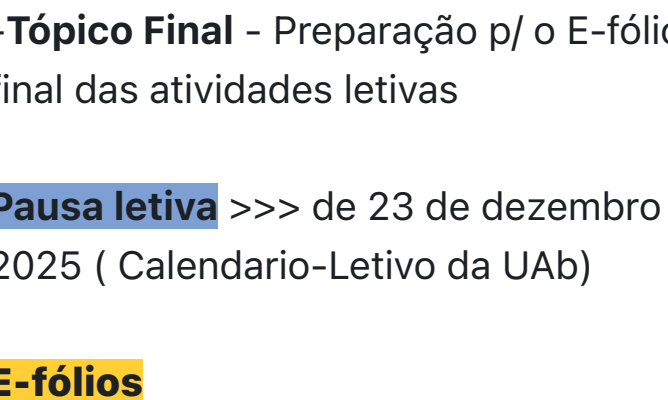 -Tópico Final - Preparação p/ o E-fólio
final das atividades letivas
Pausa letiva >>> de 23 de dezembro
2025 ( Calendario-Letivo da UAb)
E-fólios